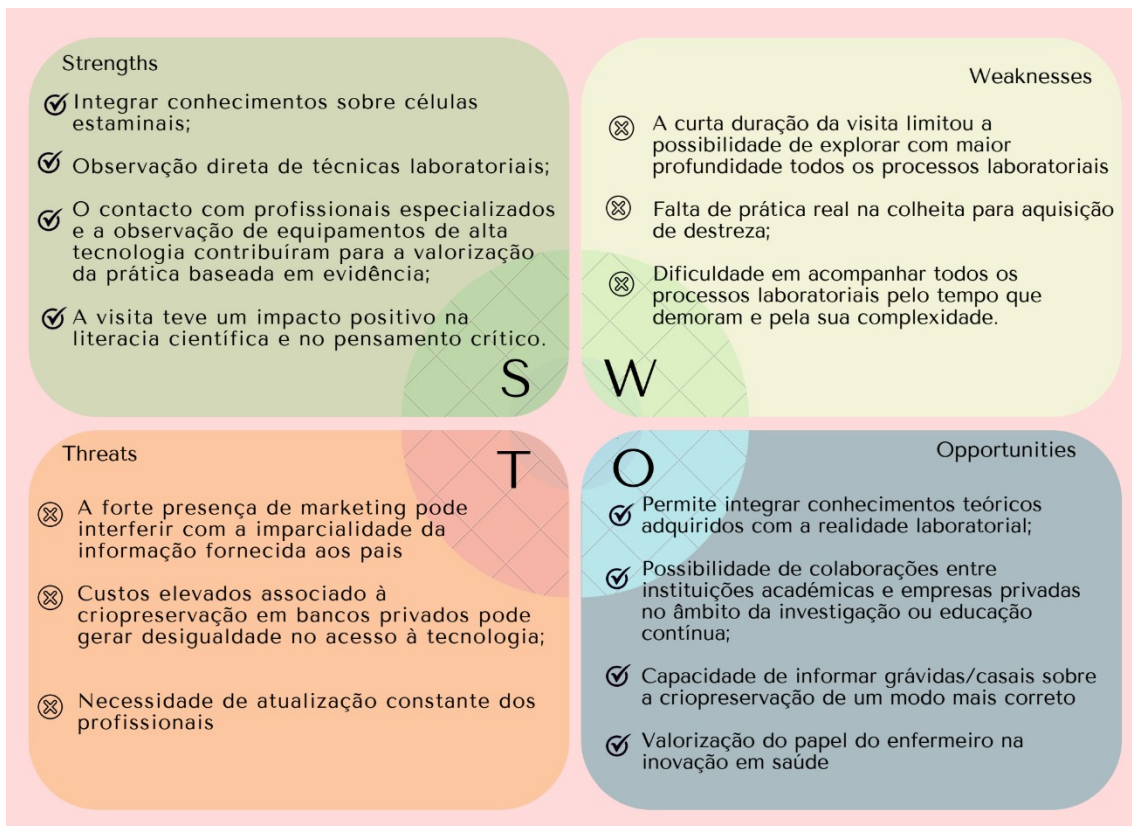 Strengths
Integrar conhecimentos sobre células
estaminais;
Observação direta de técnicas laboratoriais;
O contacto com profissionais especializados
e a observação de equipamentos de alta
tecnologia contribuíram para a valorização
da prática baseada em evidência;
A visita teve um impacto positivo na
literacia científica e no pensamento crítico.
S
Weaknesses
A curta duração da visita limitou a
possibilidade de explorar com maior
profundidade todos os processos laboratoriais
Falta de prática real na colheita para aquisição
de destreza;
Dificuldade em acompanhar todos os
processos laboratoriais pelo tempo que
demoram e pela sua complexidade.
W
Threats
T
A forte presença de marketing pode
interferir com a imparcialidade da
informação fornecida aos pais
Custos elevados associado à
criopreservação em bancos privados pode
gerar desigualdade no acesso à tecnologia;
Necessidade de atualização constante dos
profissionais
Opportunities
O
Permite integrar conhecimentos teóricos
adquiridos com a realidade laboratorial;
Possibilidade de colaborações entre
instituições académicas e empresas privadas
no âmbito da investigação ou educação
contínua;
Capacidade de informar grávidas/casais sobre
a criopreservação de um modo mais correto
Valorização do papel do enfermeiro na
inovação em saúde